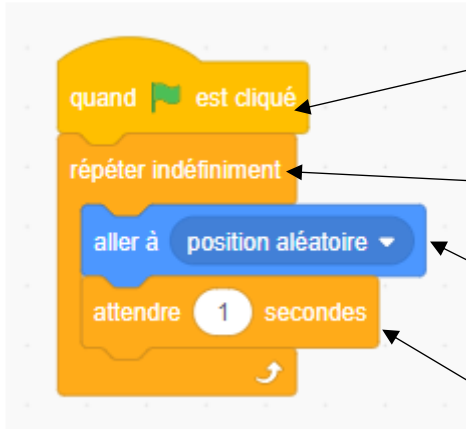 quand est cliqué
répéter indéfiniment
aller à position aléatoire
attendre 1 secondes